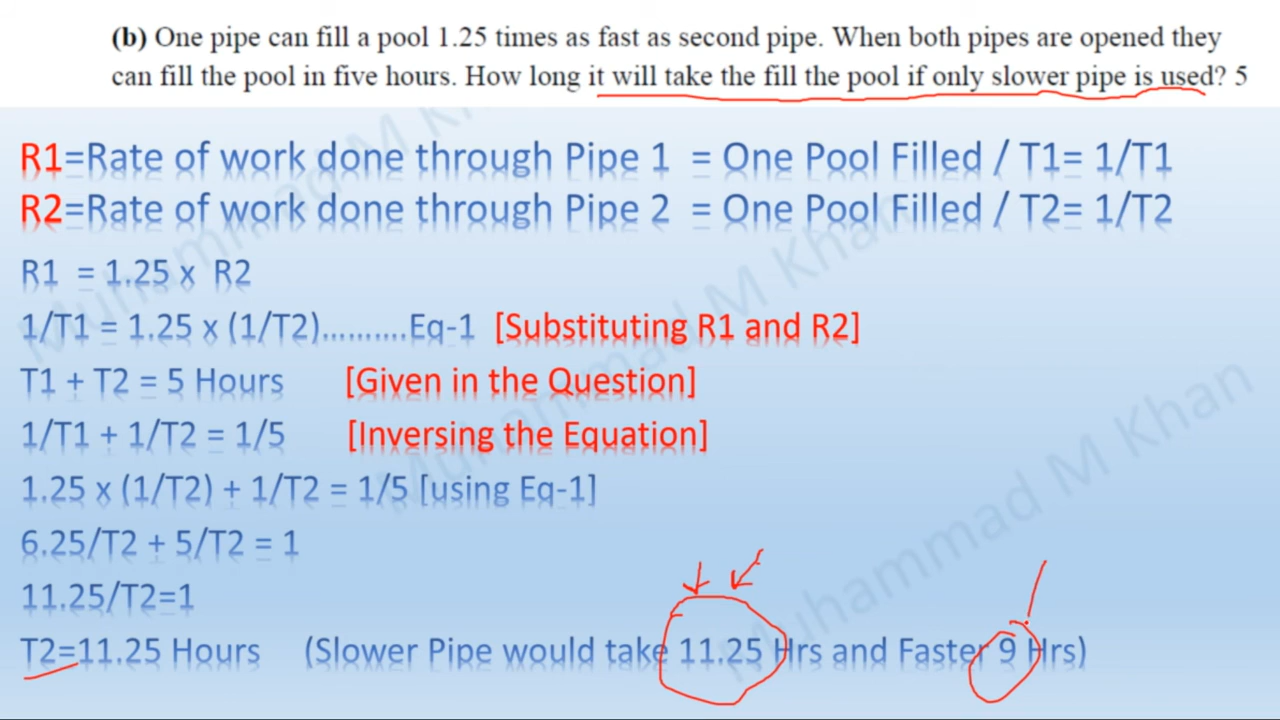 (b) One pipe can fill a pool 1.25 times as fast as second pipe. When both pipes are opened they
can fill the pool in five hours. How long it will take the fill the pool if only slower pipe is used? 5
R1=Rate of work done through Pipe 1 = One Pool Filled / T1= 1/T1
R2=Rate of work done through Pipe 2 = One Pool Filled / T2= 1/T2
R1 = 1.25 x R2
1/T1 = 1.25 x (1/T2)..........Eq-1 [Substituting R1 and R2]
T1 + T2 = 5 Hours [Given in the Question]
1/T1 + 1/T2 = 1/5 [Inversing the Equation]
1.25 x (1/T2) + 1/T2 = 1/5 [using Eq-1]
6.25/T2 + 5/T2 = 1
11.25/T2=1
T2=11.25 Hours (Slower Pipe would take 11.25 Hrs and Faster 9 Hrs)
Muhammad M Khan
Muhammad M Khan
Muhammad M Khan